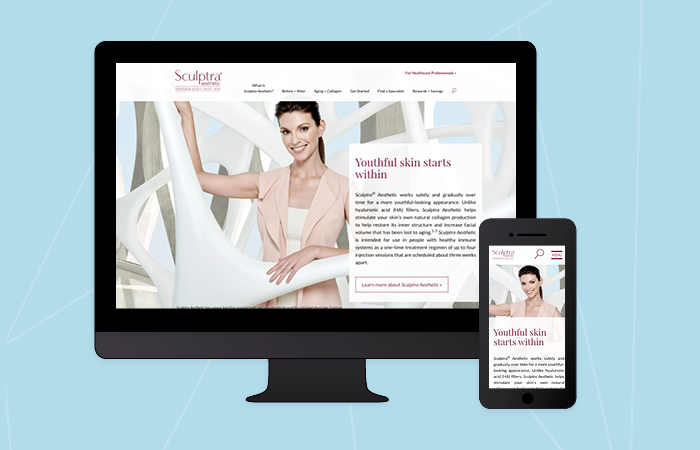 For Healthcare Professionals »
Sculptra®
aesthetic
What Is
Sculptra Aesthetic?
Before + After
Aging + Collagen
Get Started
Find a Specialist
Rewards + Savings
Youthful skin starts
within
Sculptra® Aesthetic works subtly and gradually over
time for a more youthful-looking appearance. Unlike
hyaluronic acid (HA) fillers, Sculptra Aesthetic helps
stimulate your skin's own natural collagen production
to help restore its inner structure and increase facial
volume that has been lost to aging. Sculptra Aesthetic
is intended for use in people with healthy immune
systems as a one-time treatment regimen of up to four
injection sessions that are scheduled about three weeks
apart.
Learn more about Sculptra Aesthetic »
Sculptra
MENU
Youthful skin
starts within
Sculptra® Aesthetic works subtly and
gradually over time for a more youthful-
looking appearance. Unlike hyaluronic
acid (HA) fillers, Sculptra Aesthetic helps
stimulate your skin's own natural